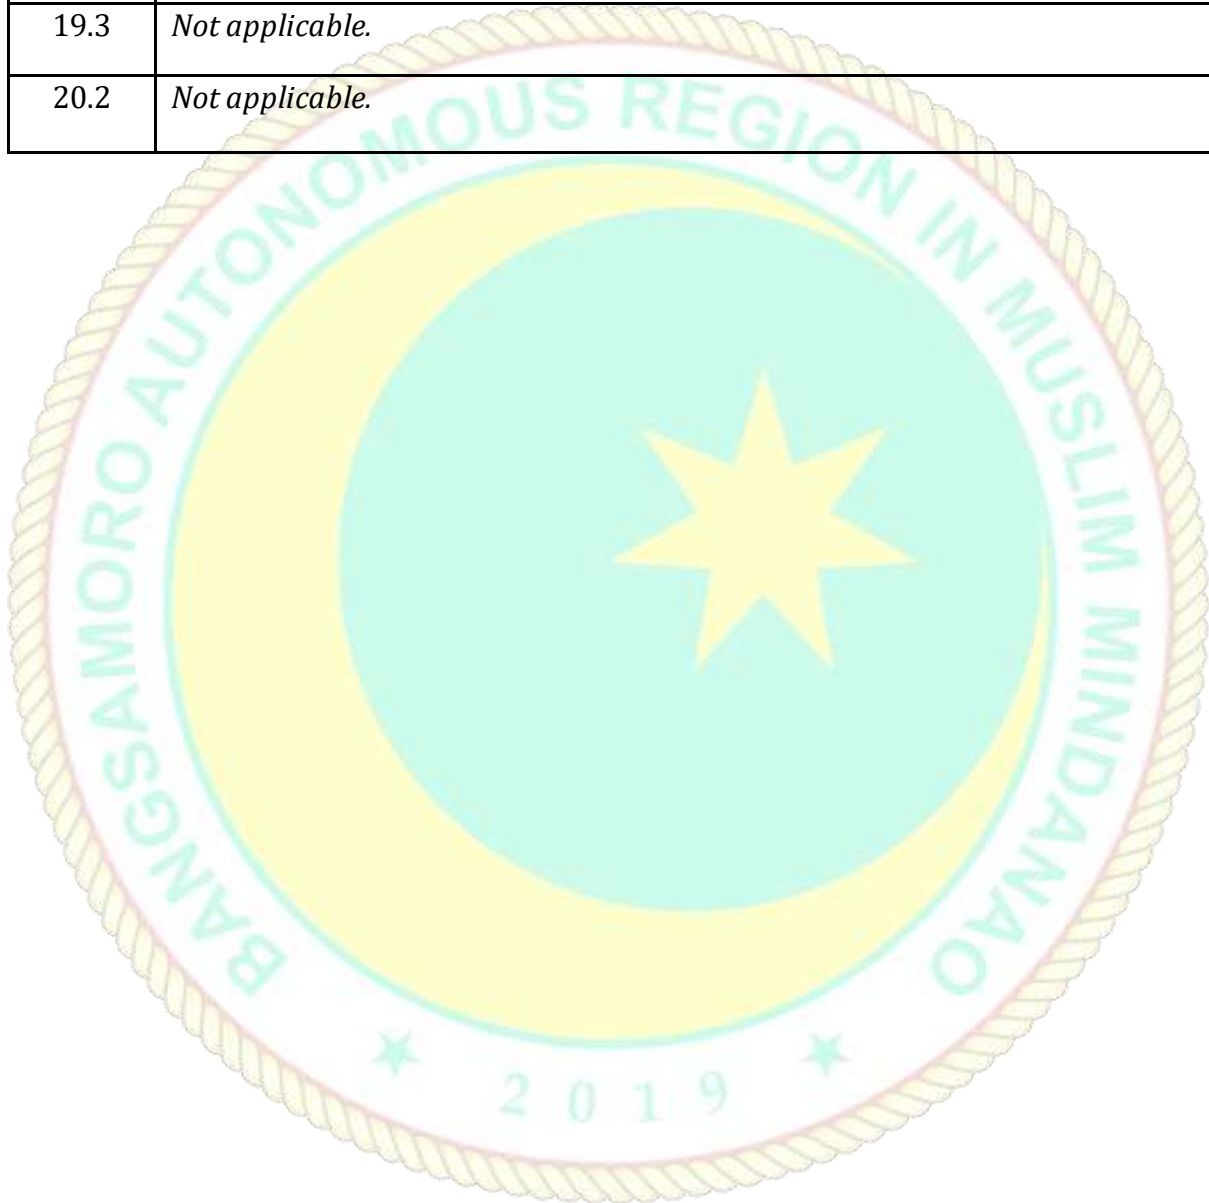 19.3 Not applicable.
20.2 Not applicable.
BANGSAMORO AUTONOMOUS REGION IN MUSLIM MINDANAO
2019